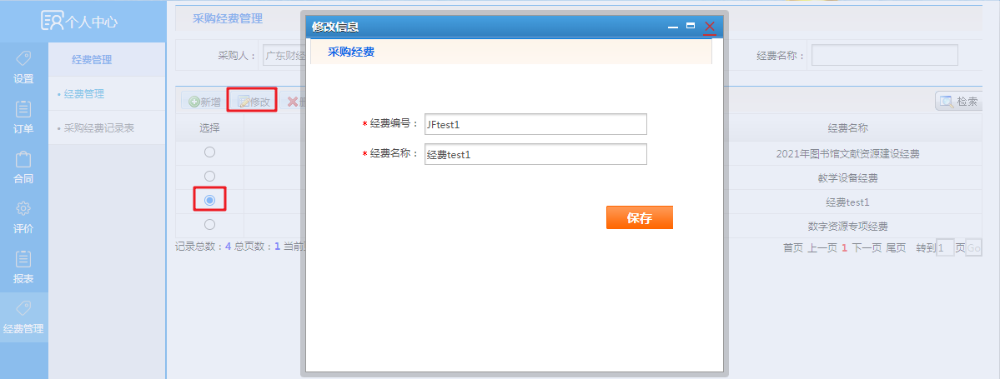 个人中心
设置
订单
合同
评价
报表
经费管理
经费管理
• 经费管理
• 采购经费记录表
采购经费管理
采购人： 广东财经
经费名称：
新增 修改
检索
选择 经费名称
2021年图书馆文献资源建设经费
教学设备经费
经费test1
数字资源专项经费
记录总数：4 总页数：1 当前
首页 上一页 1 下一页 尾页 转到 1 页 Go
修改信息
采购经费
* 经费编号： JFtest1
* 经费名称： 经费test1
保存